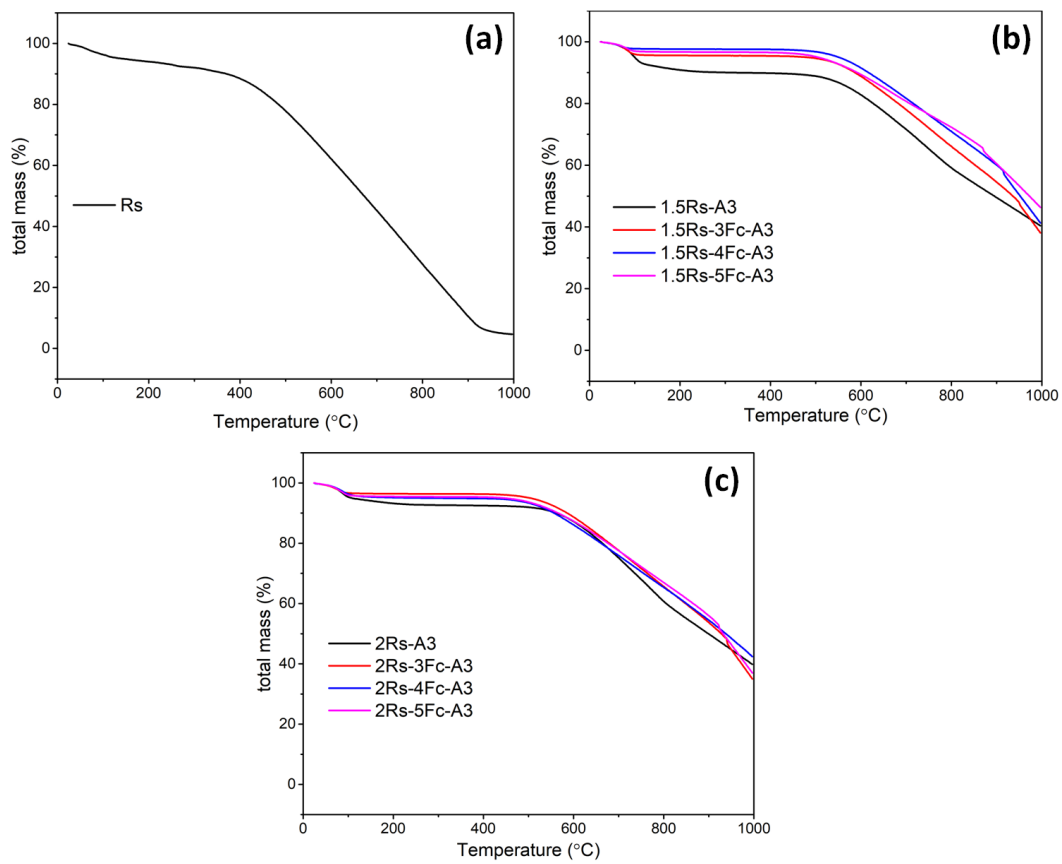 (a)
100
80
60
40
20
0
total mass (%)
Rs
0 200 400 600 800 1000
Temperature (°C)
(b)
100
80
60
40
20
0
total mass (%)
1.5Rs-A3
1.5Rs-3Fc-A3
1.5Rs-4Fc-A3
1.5Rs-5Fc-A3
0 200 400 600 800 1000
Temperature (°C)
(c)
100
80
60
40
20
0
total mass (%)
2Rs-A3
2Rs-3Fc-A3
2Rs-4Fc-A3
2Rs-5Fc-A3
0 200 400 600 800 1000
Temperature (°C)